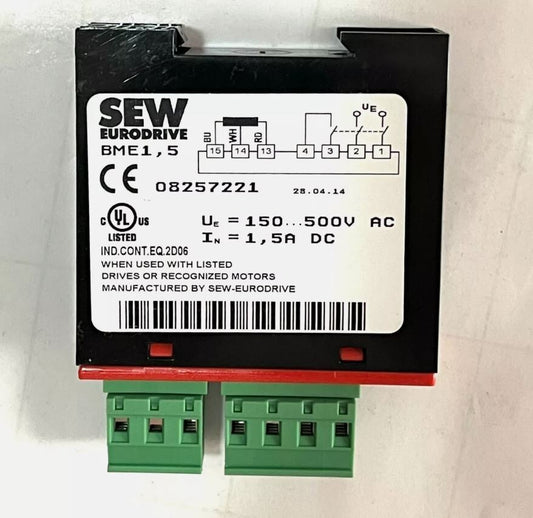 SEW
EURODRIVE
BME1,5
UE
BU WH RD
15 14 13 4 3 2 1
CE 08257221 28.04.14
C UL US
LISTED
IND.CONT.EQ.2D06
UE = 150...500V AC
IN = 1,5A DC
WHEN USED WITH LISTED
DRIVES OR RECOGNIZED MOTORS
MANUFACTURED BY SEW-EURODRIVE